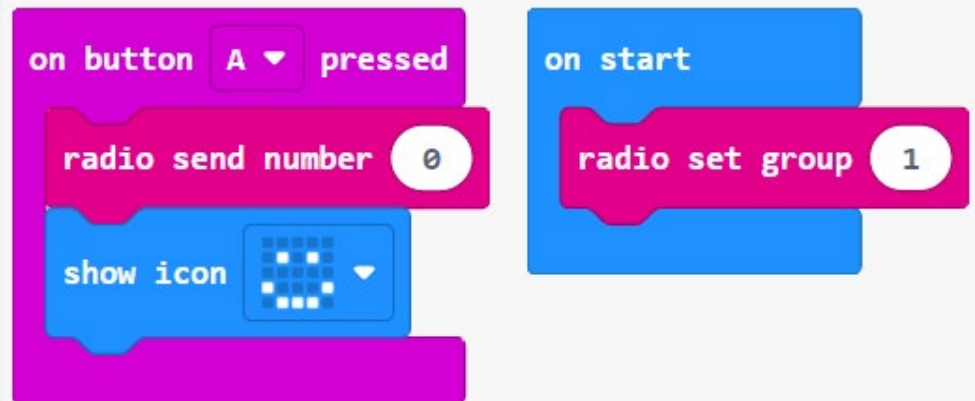 on button A pressed
radio send number 0
show icon
on start
radio set group 1